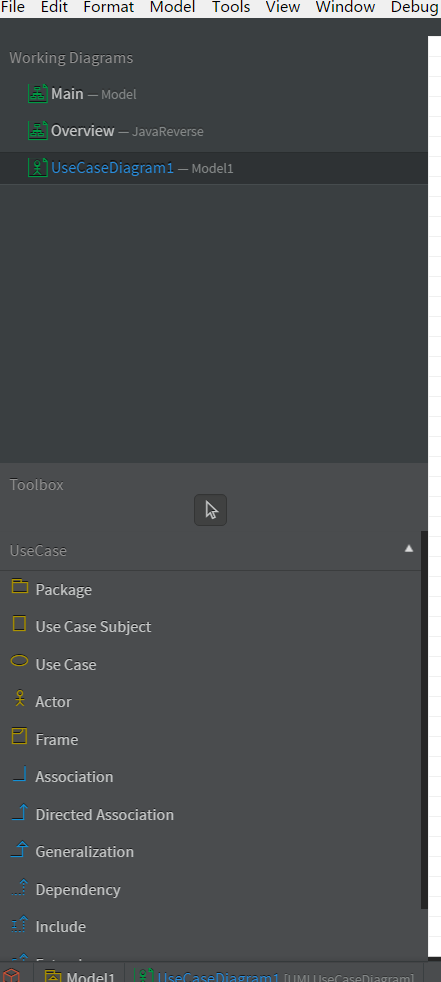 File Edit Format Model Tools View Window Debug
Working Diagrams
Main — Model
Overview — JavaReverse
UseCaseDiagram1 — Model1
Toolbox
UseCase
Package
Use Case Subject
Use Case
Actor
Frame
Association
Directed Association
Generalization
Dependency
Include
Model1 UseCaseDiagram1 [UMLUseCaseDiagram]